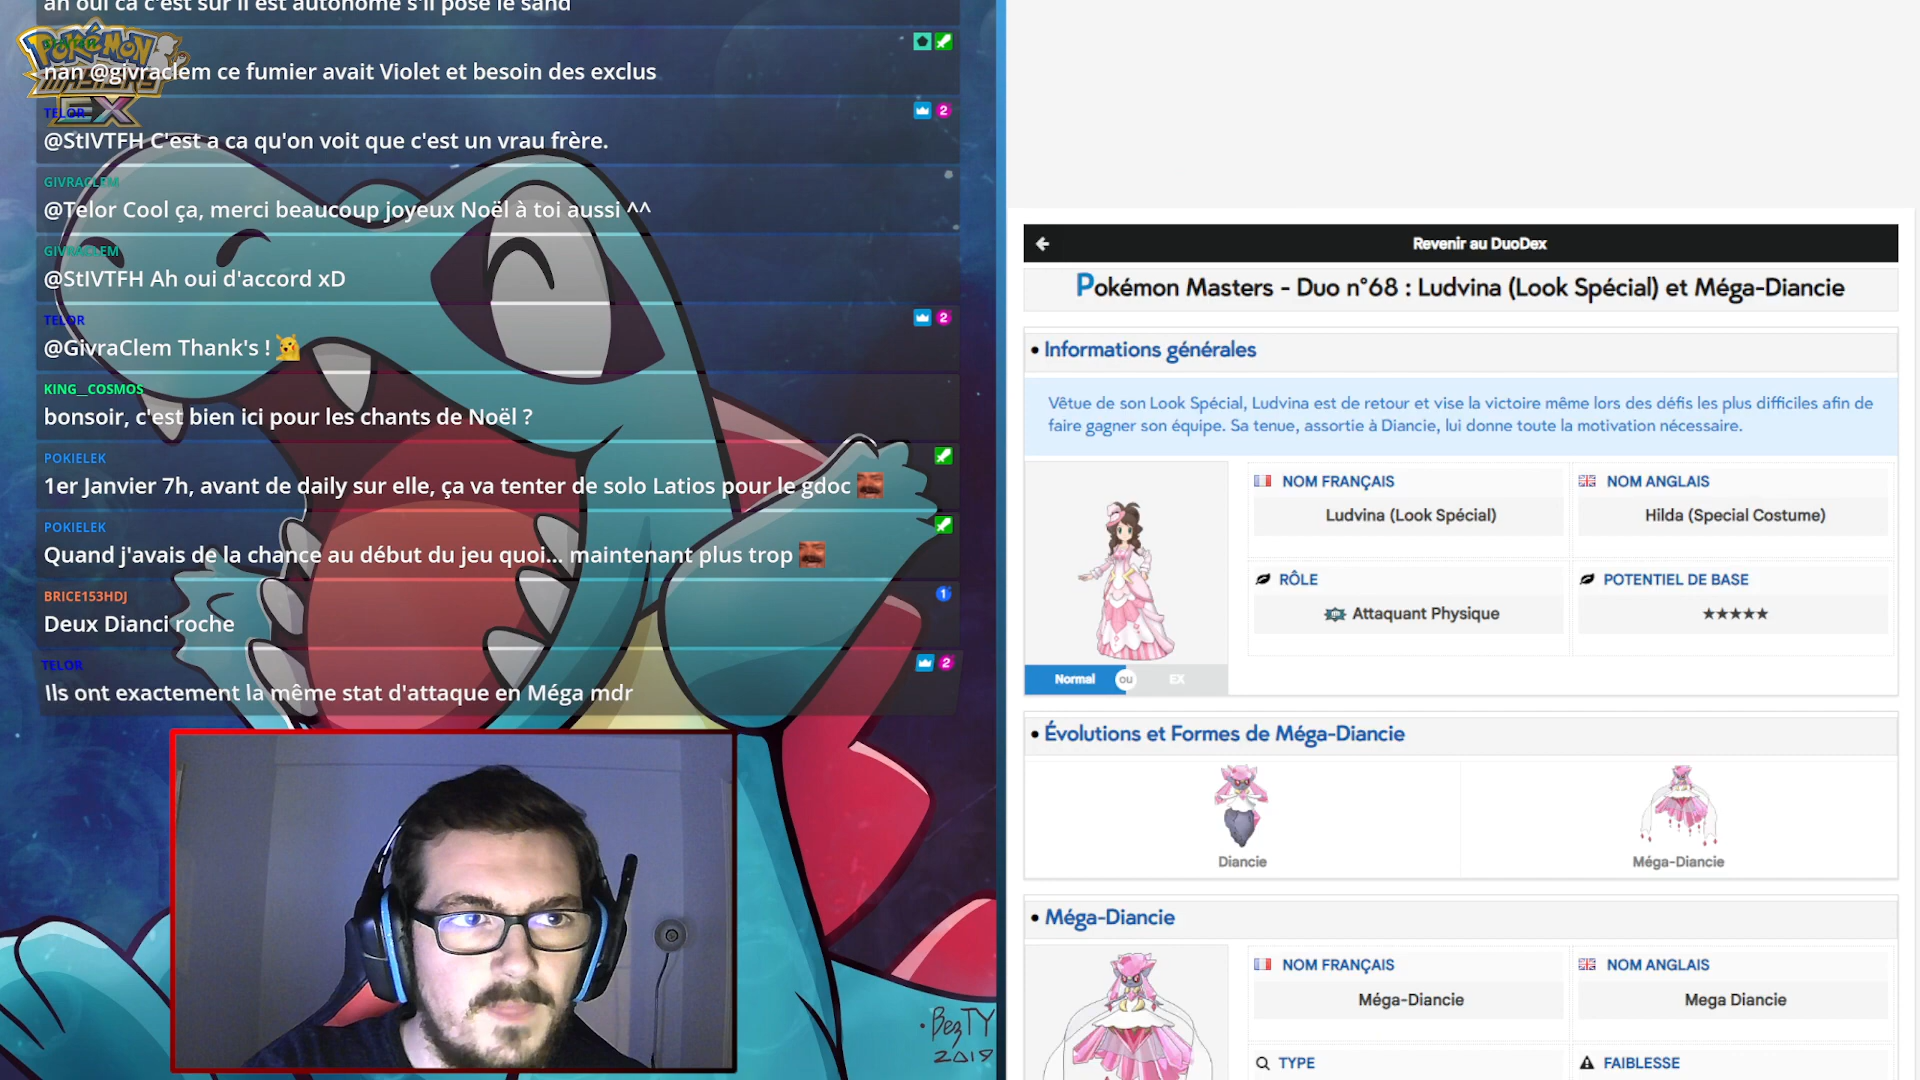 ah oui ca c'est sur il est autonome s'il pose le sand
nan @givraclem ce fumier avait Violet et besoin des exclus
POKÉMON
MASTERS
EX
TELOR
@StIVTFH C'est a ca qu'on voit que c'est un vrau frère.
GIVRACLEM
@Telor Cool ça, merci beaucoup joyeux Noël à toi aussi ^^
GIVRACLEM
@StIVTFH Ah oui d'accord xD
TELOR
@GivraClem Thank's !
KING__COSMOS
bonsoir, c'est bien ici pour les chants de Noël ?
POKIELEK
1er Janvier 7h, avant de daily sur elle, ça va tenter de solo Latios pour le gdoc
POKIELEK
Quand j'avais de la chance au début du jeu quoi... maintenant plus trop
BRICE153HDJ
Deux Dianci roche
TELOR
Ils ont exactement la même stat d'attaque en Méga mdr
BezTY
2019
Revenir au DuoDex
Pokémon Masters - Duo n°68 : Ludvina (Look Spécial) et Méga-Diancie
• Informations générales
Vêtue de son Look Spécial, Ludvina est de retour et vise la victoire même lors des défis les plus difficiles afin de
faire gagner son équipe. Sa tenue, assortie à Diancie, lui donne toute la motivation nécessaire.
NOM FRANÇAIS
Ludvina (Look Spécial)
NOM ANGLAIS
Hilda (Special Costume)
RÔLE
Attaquant Physique
POTENTIEL DE BASE
★★★★★
Normal ou EX
• Évolutions et Formes de Méga-Diancie
Diancie
Méga-Diancie
• Méga-Diancie
NOM FRANÇAIS
Méga-Diancie
NOM ANGLAIS
Mega Diancie
TYPE
FAIBLESSE